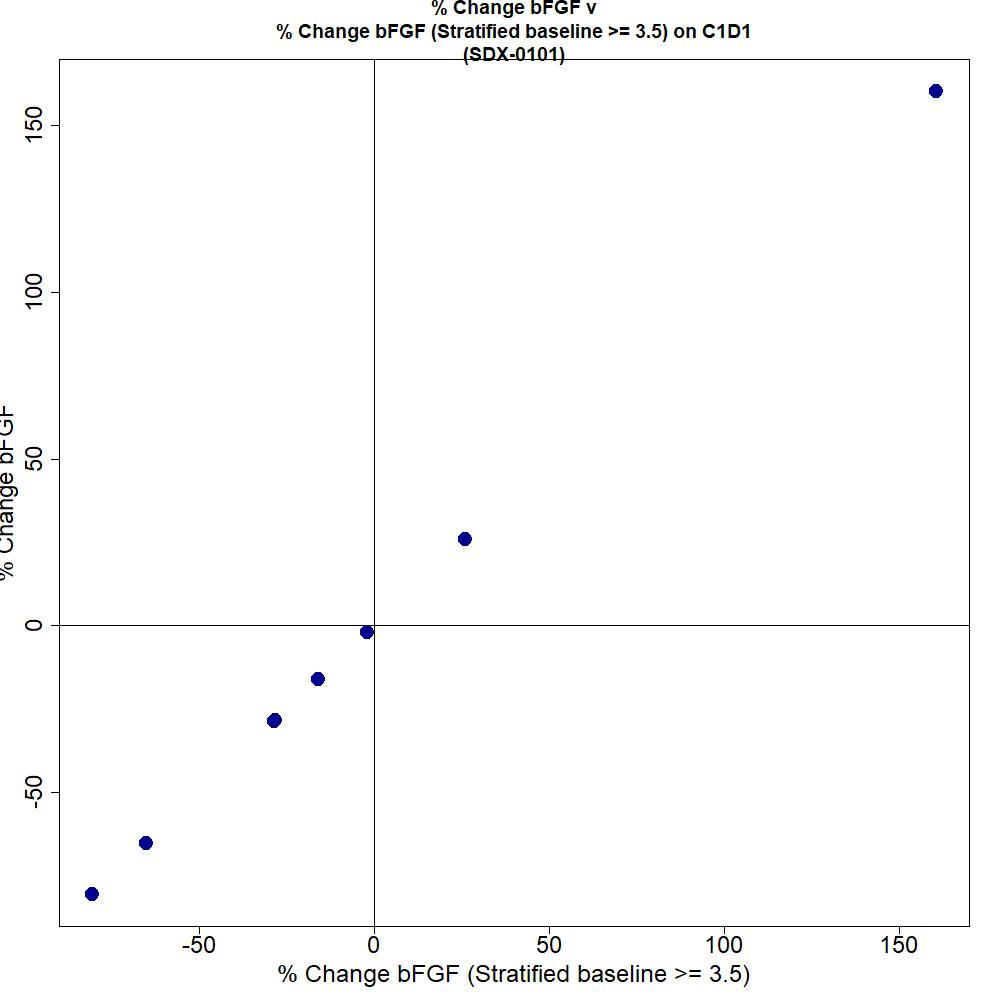 % Change bFGF v
% Change bFGF (Stratified baseline >= 3.5) on C1D1
(SDX-0101)
% Change bFGF
150
100
50
0
-50
-50
0
50
100
150
% Change bFGF (Stratified baseline >= 3.5)